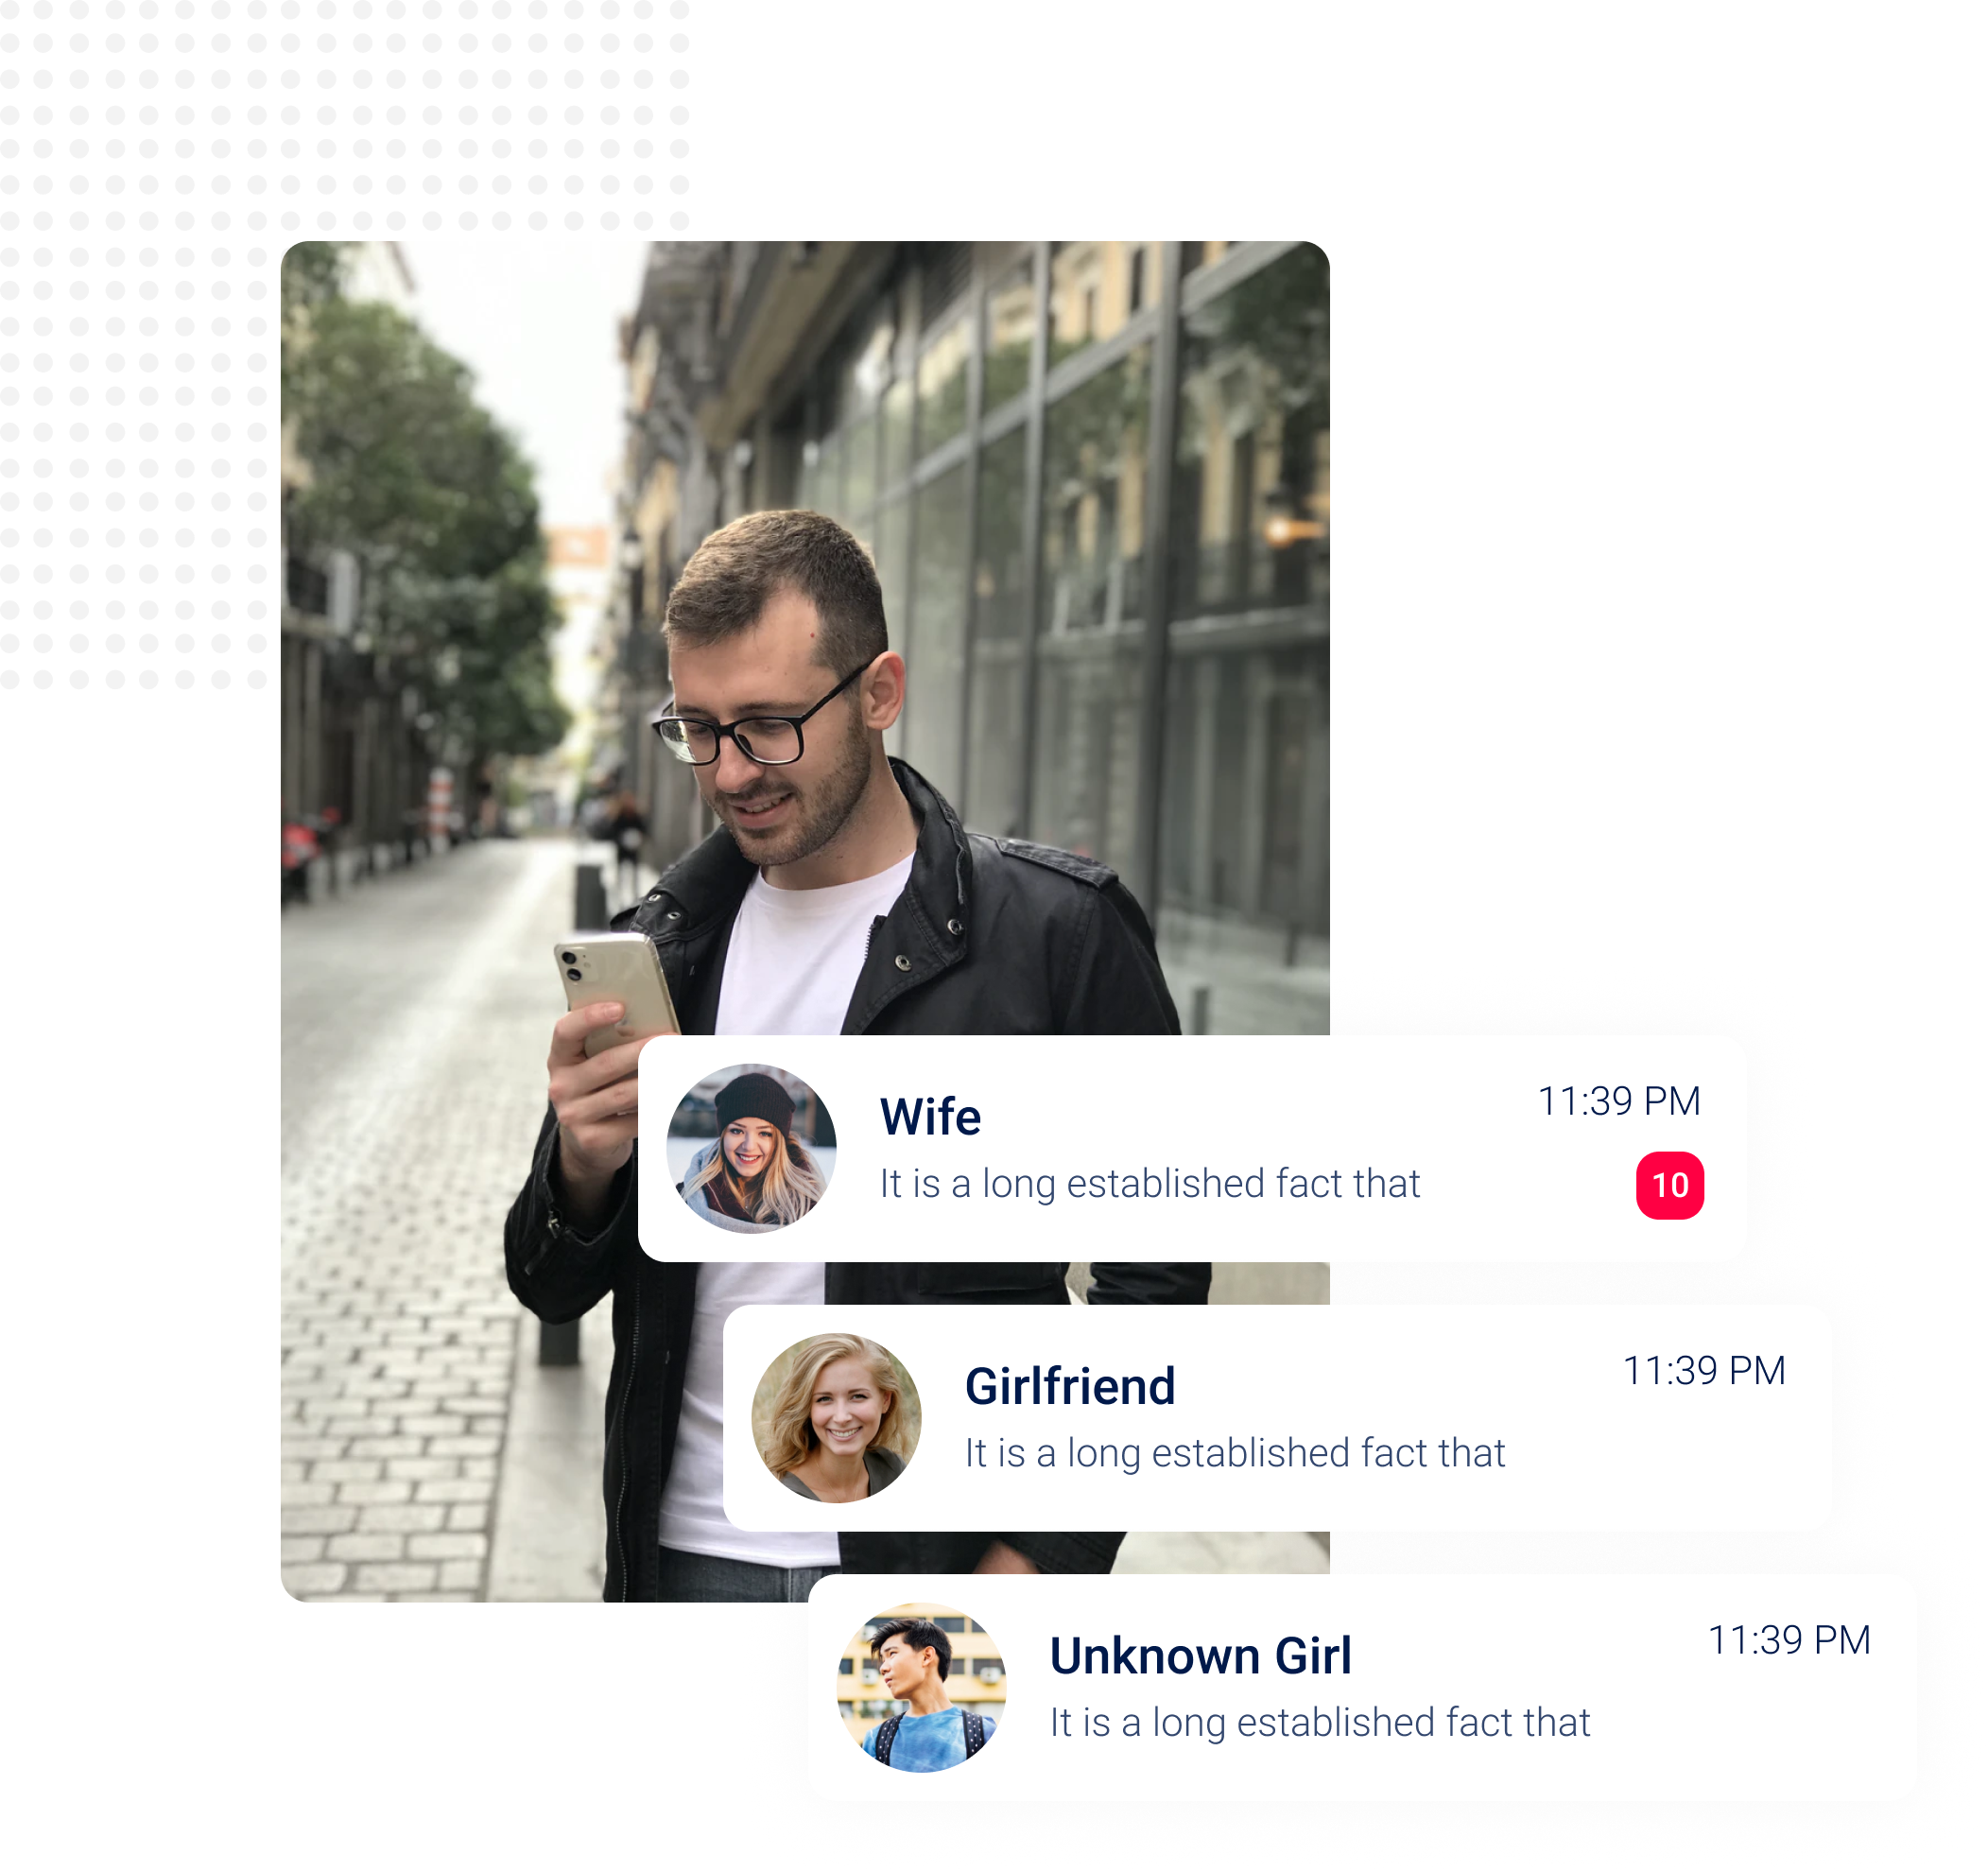 Wife
11:39 PM
It is a long established fact that
10
Girlfriend
11:39 PM
It is a long established fact that
Unknown Girl
11:39 PM
It is a long established fact that